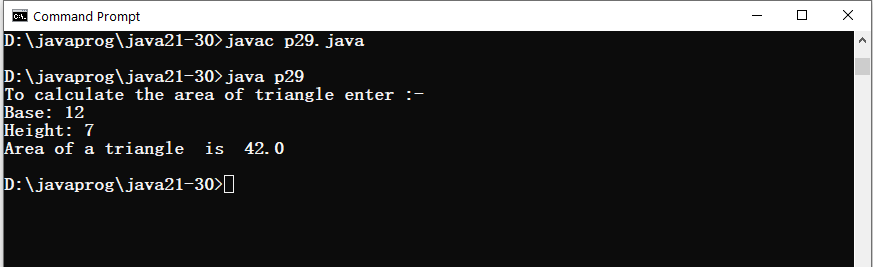 Command Prompt
D:\javaprog\java21-30>javac p29.java
D:\javaprog\java21-30>java p29
To calculate the area of triangle enter :-
Base: 12
Height: 7
Area of a triangle  is  42.0
D:\javaprog\java21-30>